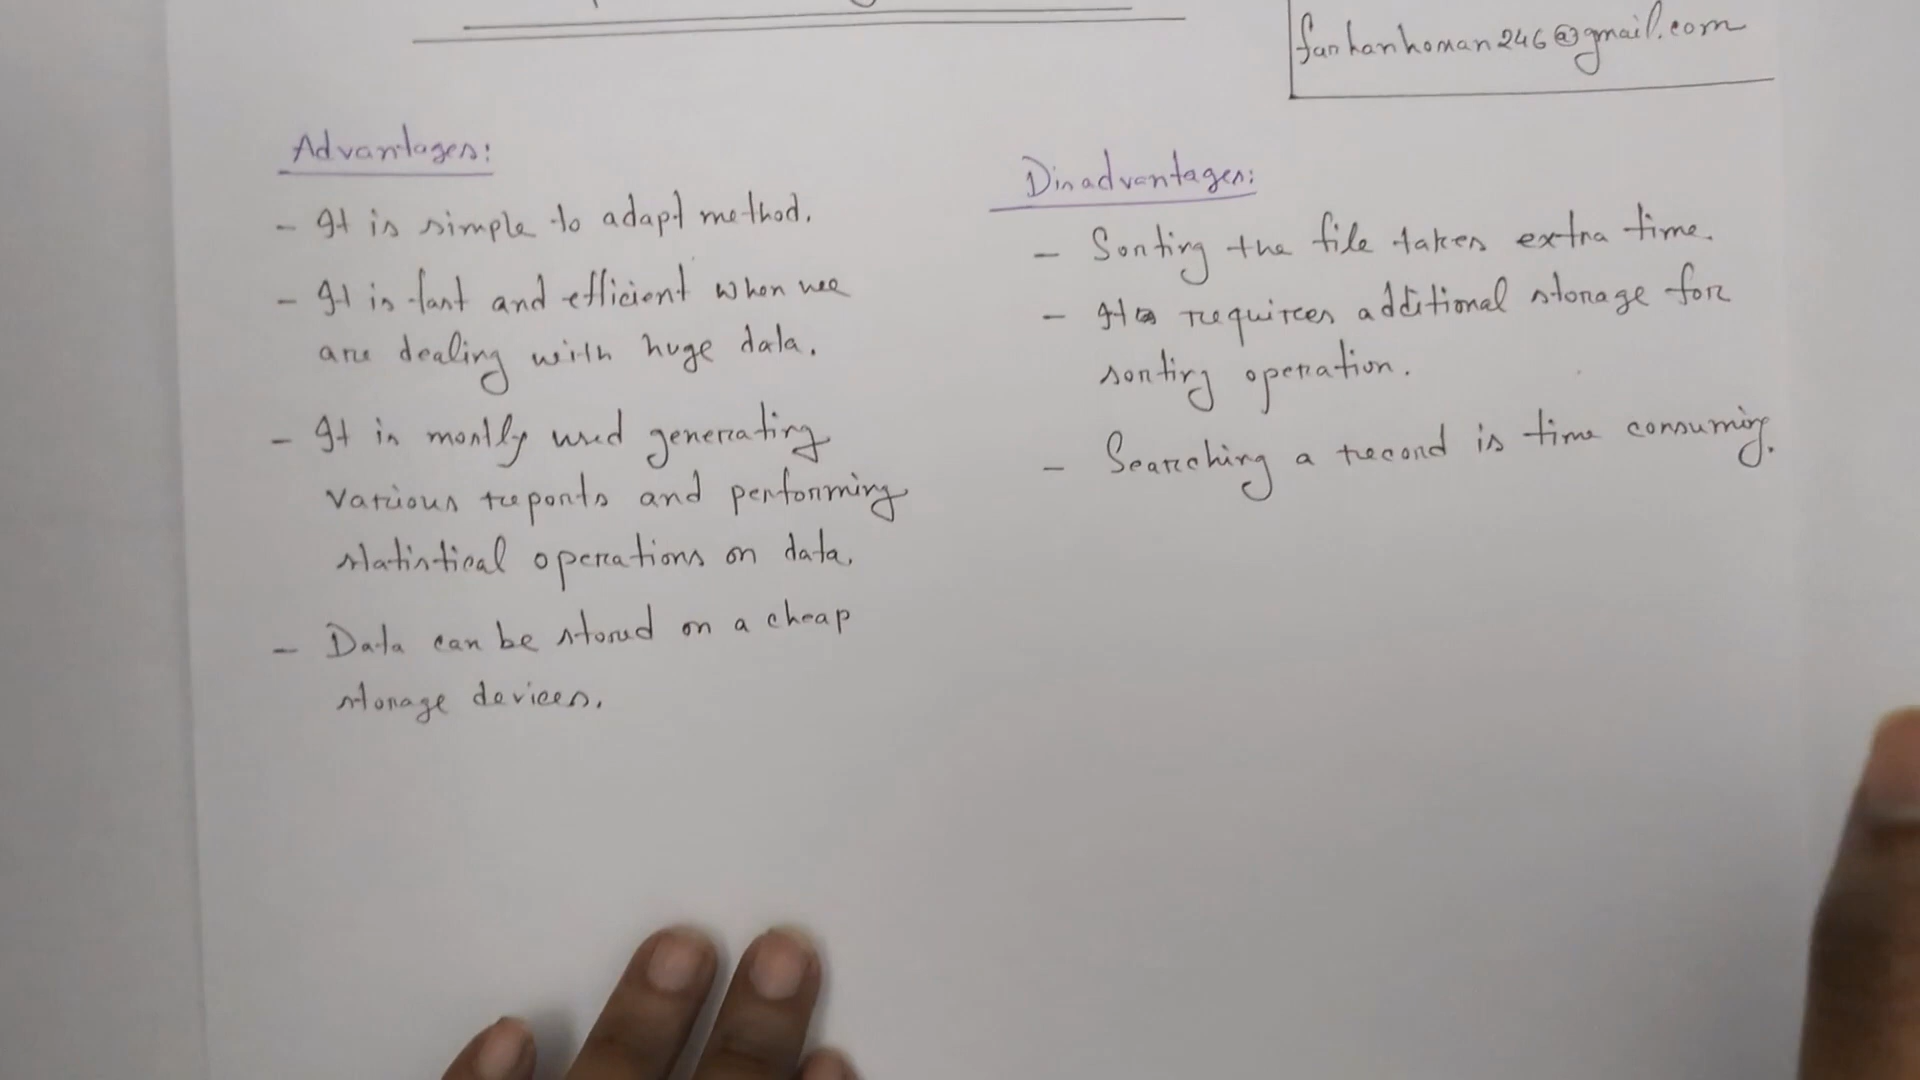 fanhanhoman246@gmail.com
Advantages:
- It is simple to adapt method.
- It is fast and efficient when we
are dealing with huge data.
- It is mostly used generating
various reports and performing
statistical operations on data.
- Data can be stored on a cheap
storage devices.
Disadvantages:
- Sorting the file takes extra time.
- It requires additional storage for
sorting operation.
- Searching a record is time consuming.